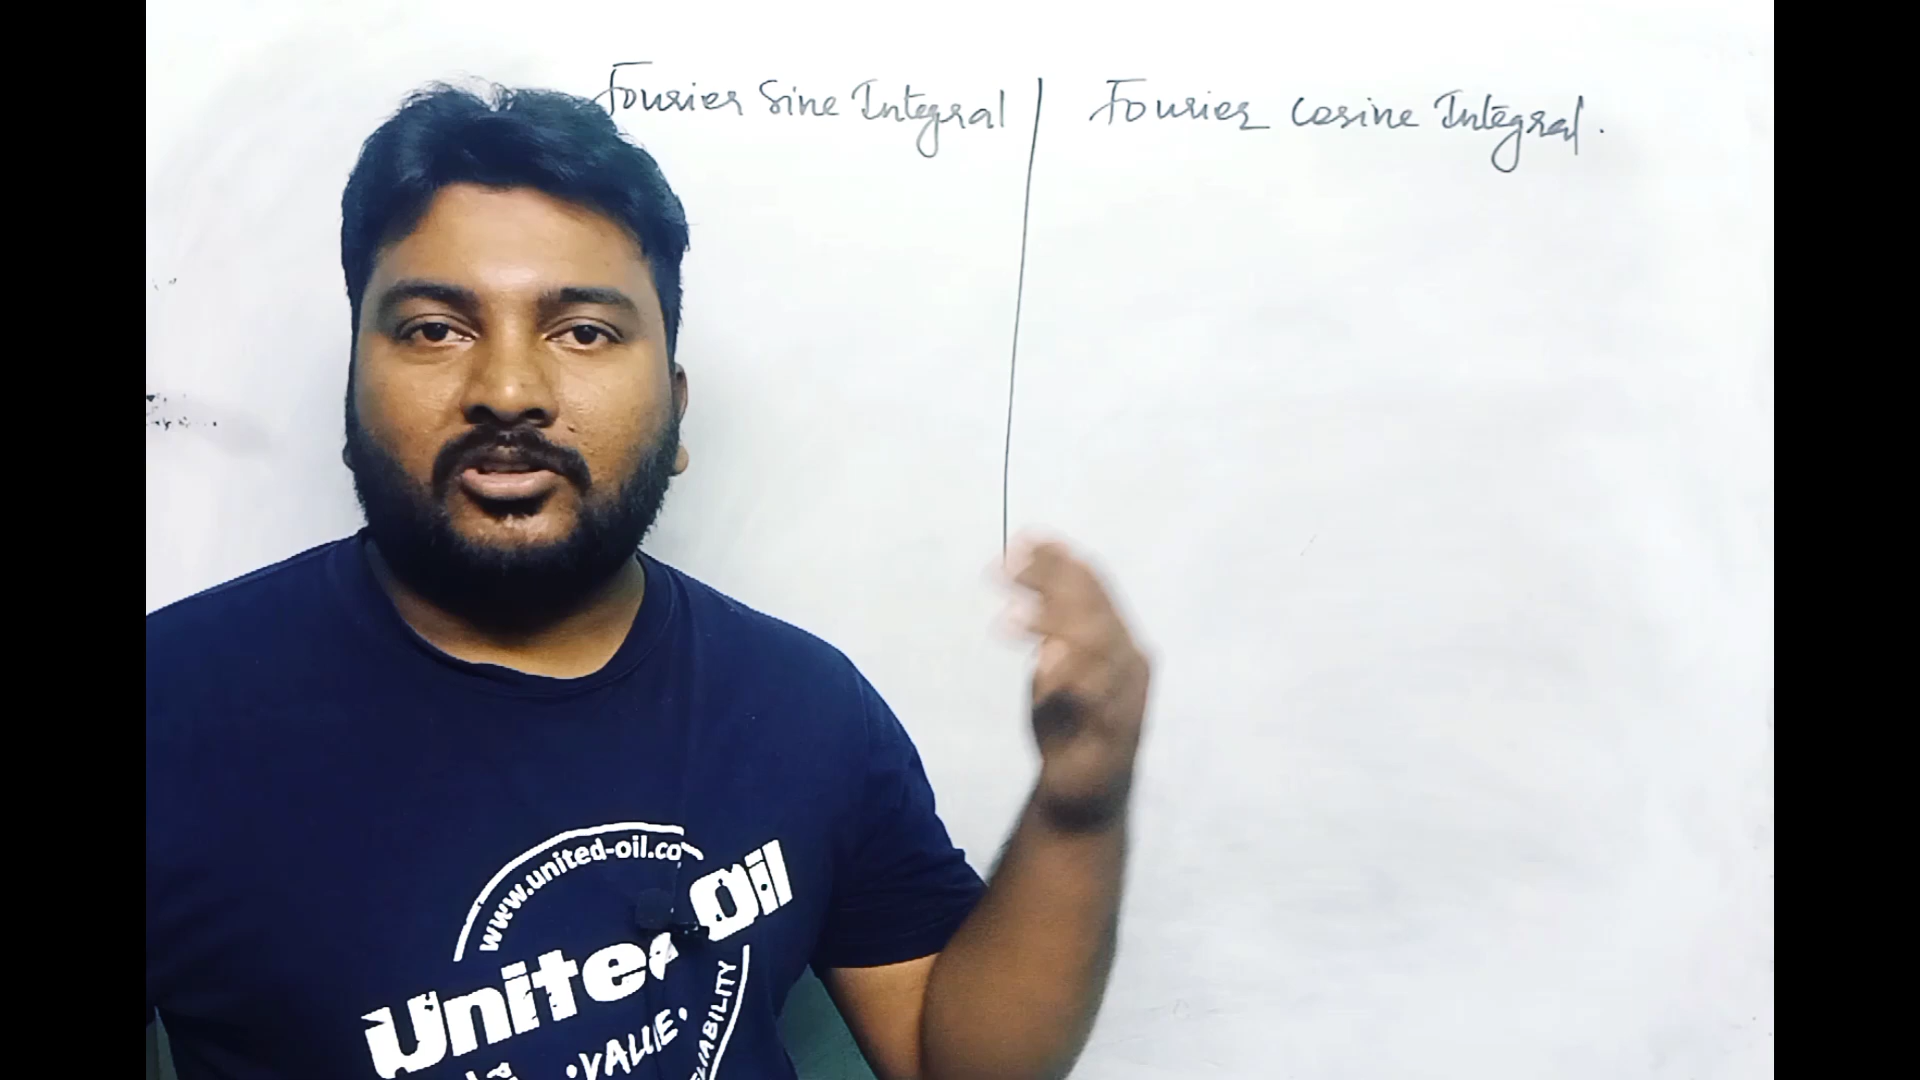 Fourier Sine Integral
Fourier Cosine Integral.
www.united-oil.co
United Oil
VALUE.